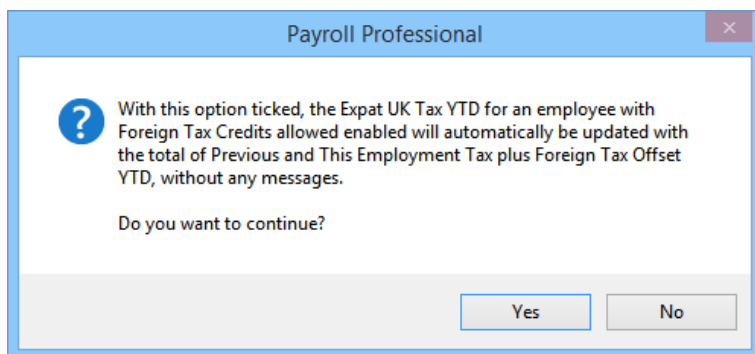 Payroll Professional
With this option ticked, the Expat UK Tax YTD for an employee with
Foreign Tax Credits allowed enabled will automatically be updated with
the total of Previous and This Employment Tax plus Foreign Tax Offset
YTD, without any messages.
Do you want to continue?
Yes
No